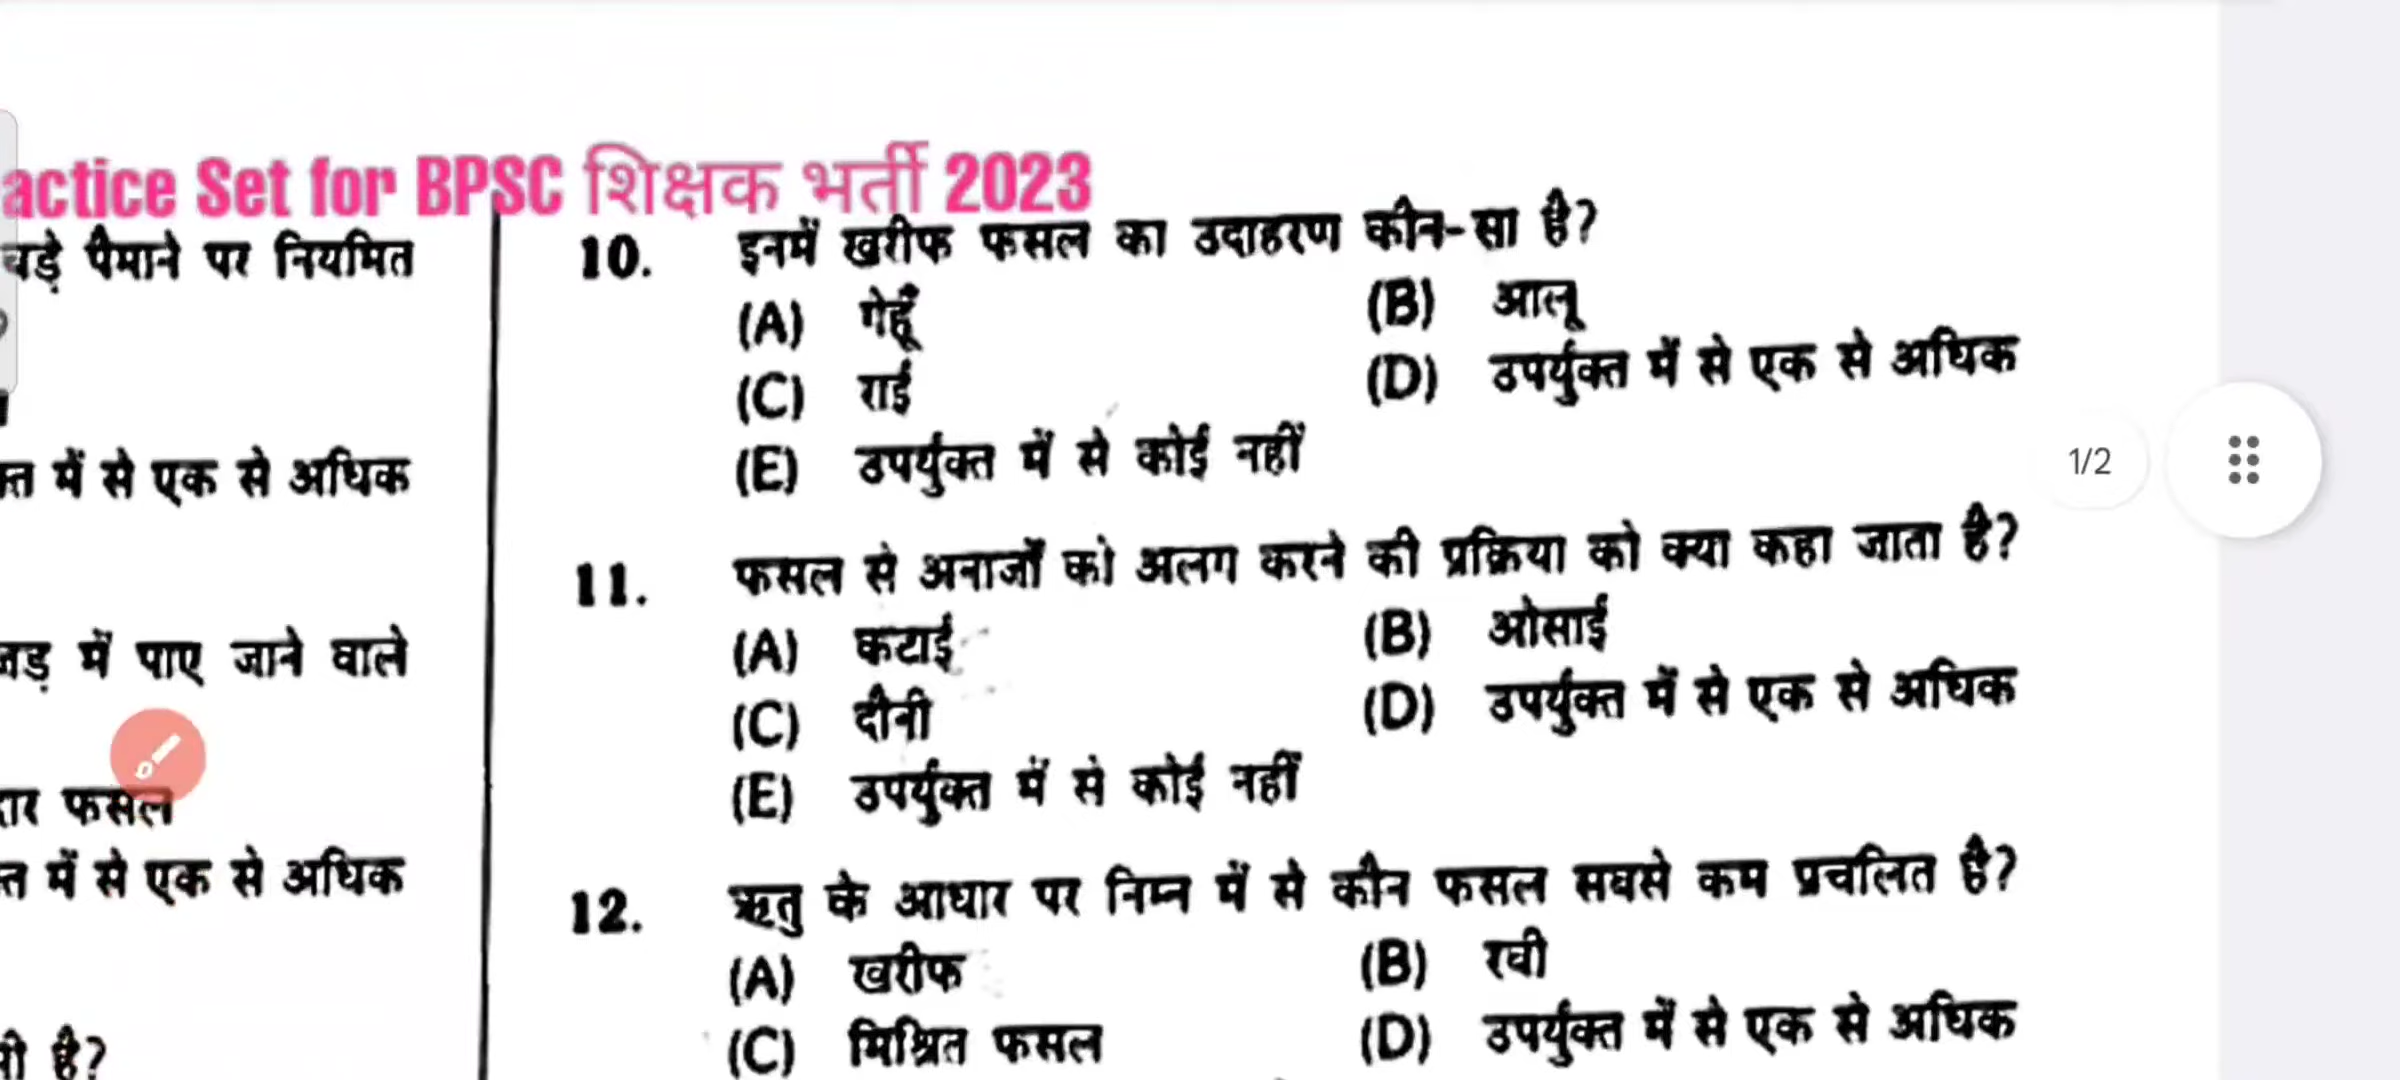 actice Set for BPSC शिक्षक भर्ती 2023
बड़े पैमाने पर नियमित
में से एक से अधिक
जड़ में पाए जाने वाले
दार फसल
में से एक से अधिक
है?
10. इनमें खरीफ फसल का उदाहरण कौन-सा है?
(A) गेहूँ (B) आलू
(C) राई (D) उपर्युक्त में से एक से अधिक
(E) उपर्युक्त में से कोई नहीं
11. फसल से अनाजों को अलग करने की प्रक्रिया को क्या कहा जाता है?
(A) कटाई (B) ओसाई
(C) दौनी (D) उपर्युक्त में से एक से अधिक
(E) उपर्युक्त में से कोई नहीं
12. ऋतु के आधार पर निम्न में से कौन फसल सबसे कम प्रचलित है?
(A) खरीफ (B) रबी
(C) मिश्रित फसल (D) उपर्युक्त में से एक से अधिक
1/2